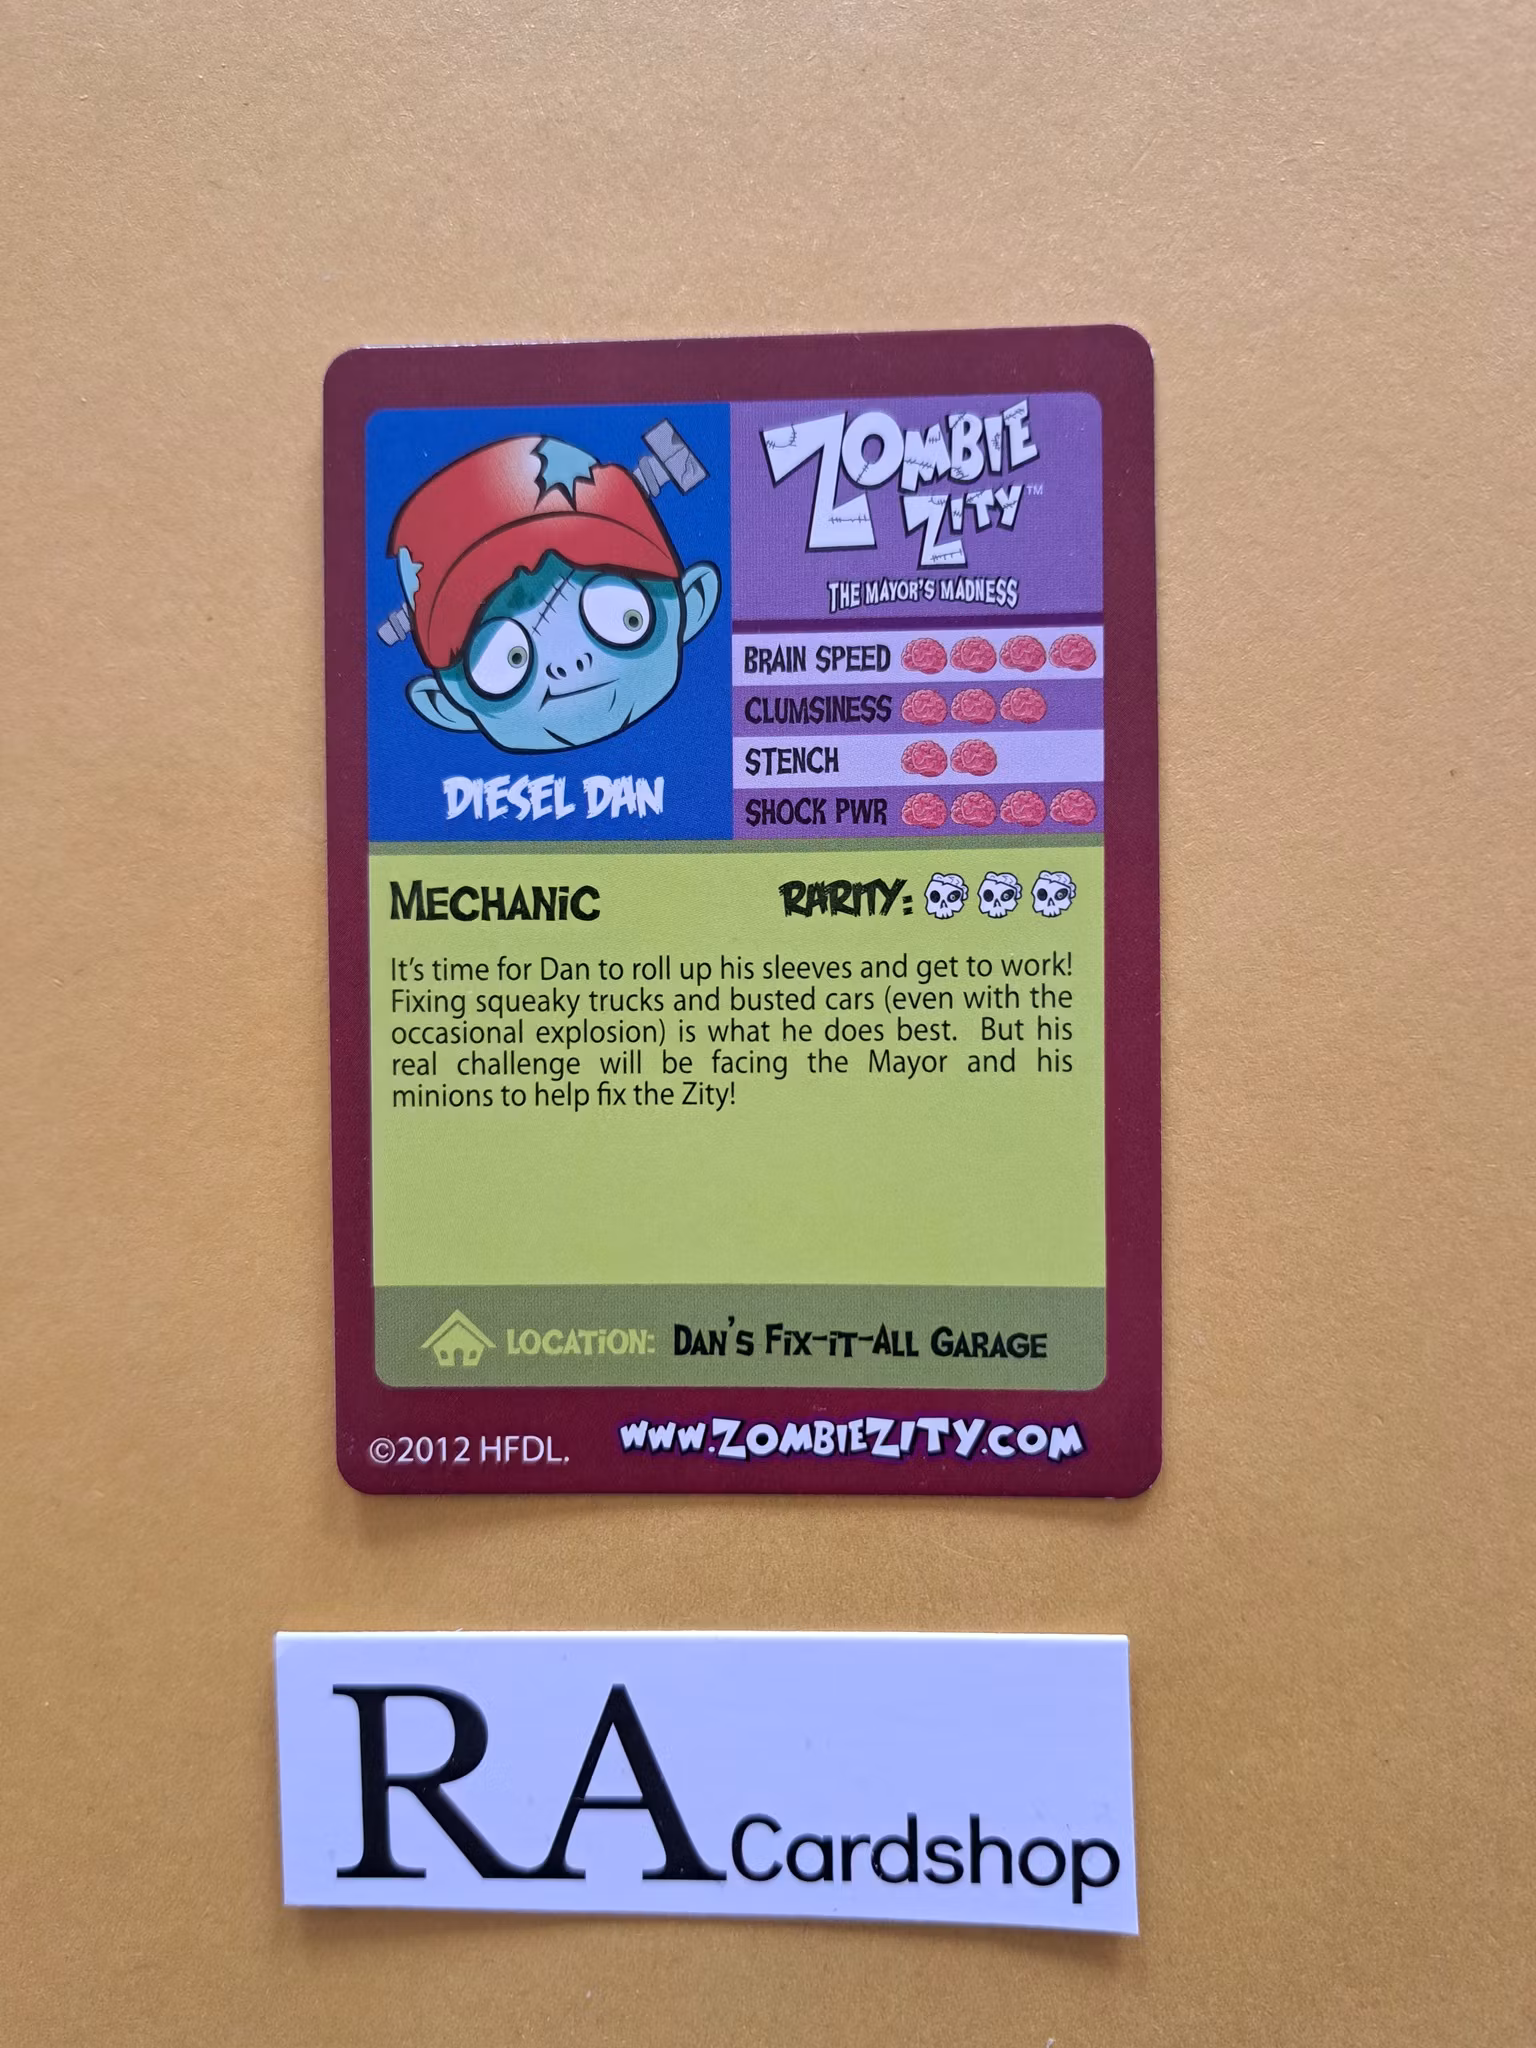 ZOMBIE
ZITY™
THE MAYOR'S MADNESS
DIESEL DAN
BRAIN SPEED
CLUMSINESS
STENCH
SHOCK PWR
MECHANIC
RARITY:
It's time for Dan to roll up his sleeves and get to work!
Fixing squeaky trucks and busted cars (even with the
occasional explosion) is what he does best. But his
real challenge will be facing the Mayor and his
minions to help fix the Zity!
LOCATION: DAN'S FIX-IT-ALL GARAGE
©2012 HFDL. www.ZOMBIEZITY.COM
RA Cardshop